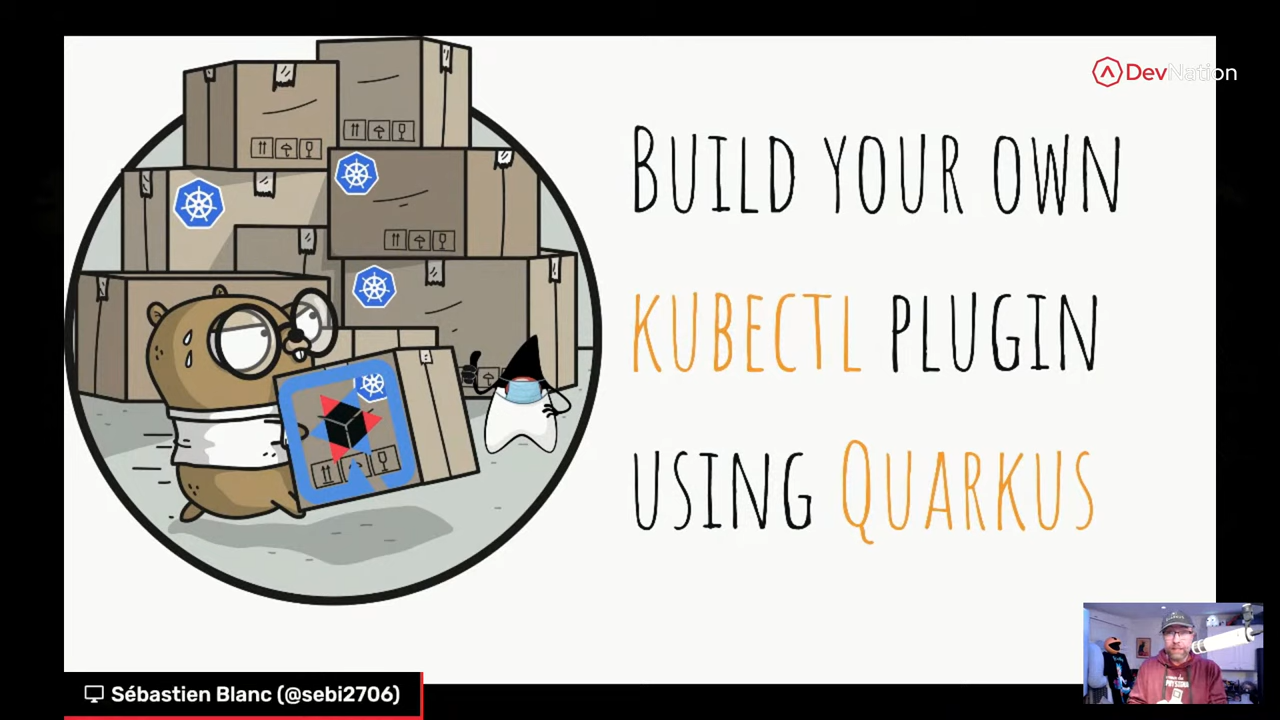 DevNation
BUILD YOUR OWN
KUBECTL PLUGIN
USING QUARKUS
Sébastien Blanc (@sebi2706)